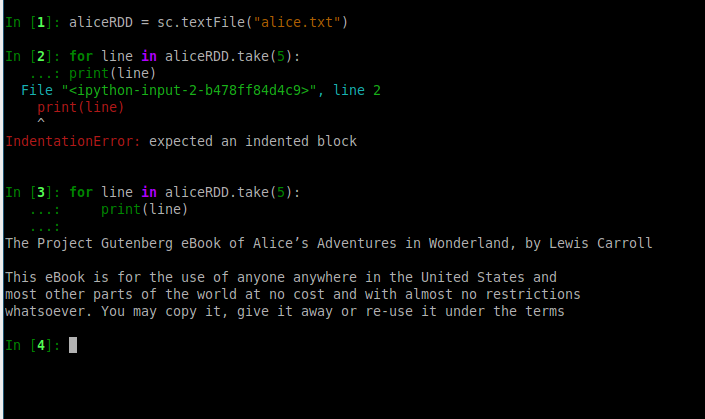 In [1]: aliceRDD = sc.textFile("alice.txt")

In [2]: for line in aliceRDD.take(5):
   ...: print(line)
  File "<ipython-input-2-b478ff84d4c9>", line 2
    print(line)
    ^
IndentationError: expected an indented block


In [3]: for line in aliceRDD.take(5):
   ...:     print(line)
   ...:
The Project Gutenberg eBook of Alice’s Adventures in Wonderland, by Lewis Carroll

This eBook is for the use of anyone anywhere in the United States and
most other parts of the world at no cost and with almost no restrictions
whatsoever. You may copy it, give it away or re-use it under the terms

In [4]: